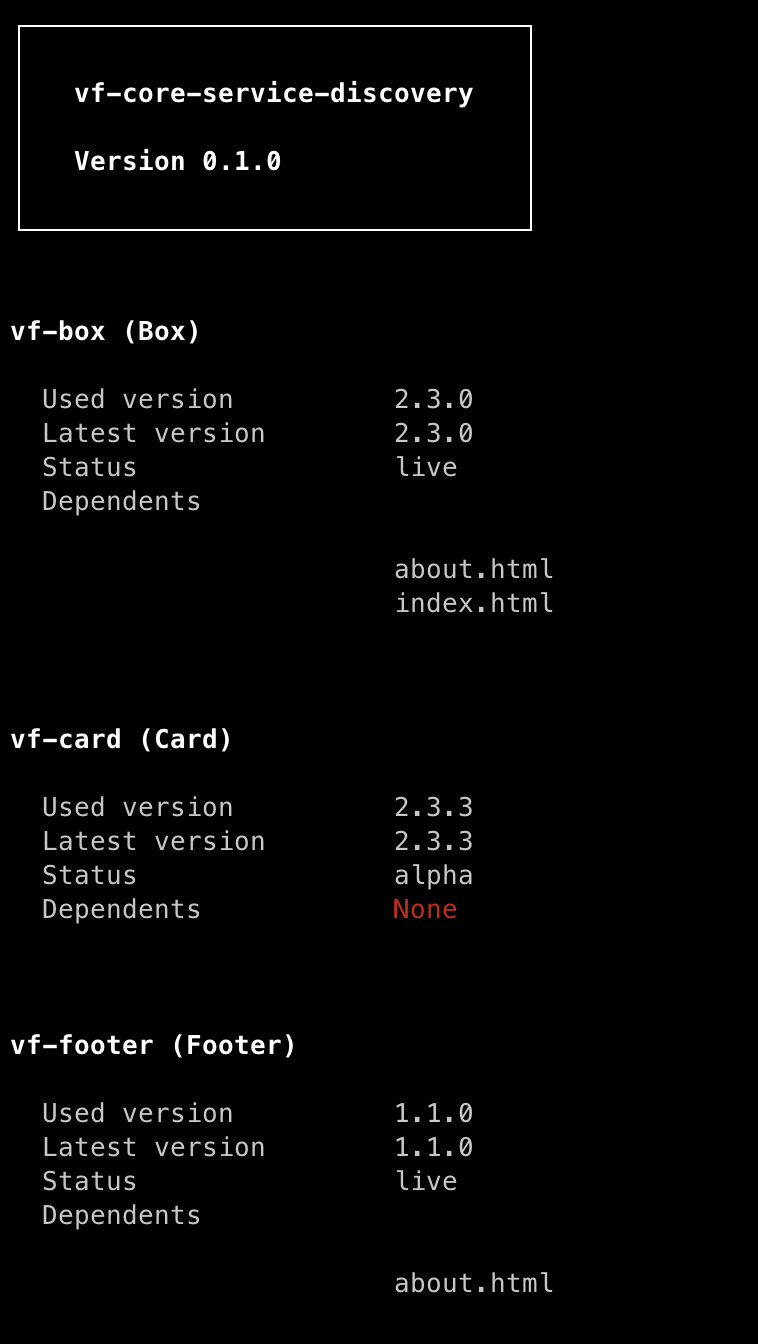 vf-core-service-discovery
Version 0.1.0
vf-box (Box)
Used version 2.3.0
Latest version 2.3.0
Status live
Dependents
about.html
index.html
vf-card (Card)
Used version 2.3.3
Latest version 2.3.3
Status alpha
Dependents None
vf-footer (Footer)
Used version 1.1.0
Latest version 1.1.0
Status live
Dependents
about.html